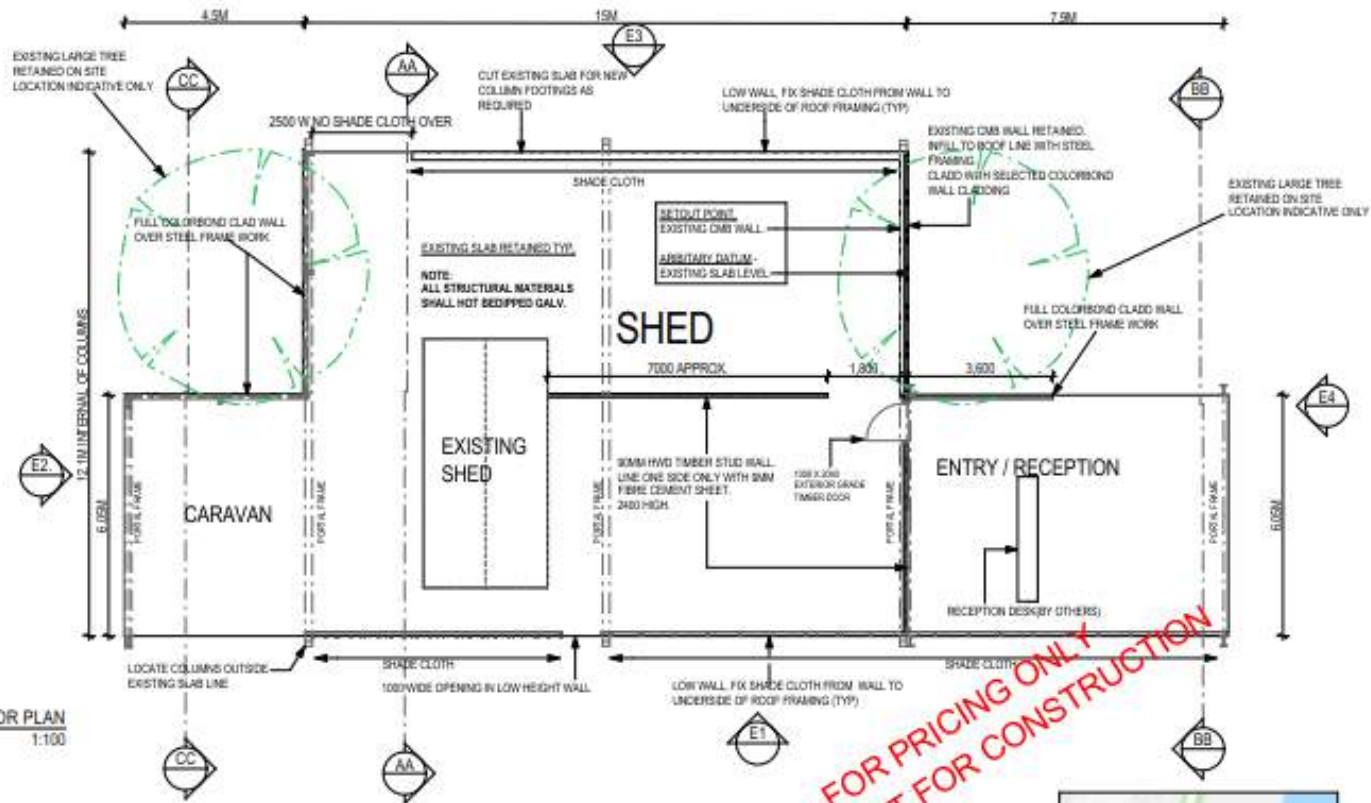 4.5M
15M
7.5M
E3
EXISTING LARGE TREE
RETAINED ON SITE
LOCATION INDICATIVE ONLY
CC
AA
CUT EXISTING SLAB FOR NEW
COLUMN FOOTINGS AS
REQUIRED
LOW WALL, FIX SHADE CLOTH FROM WALL TO
UNDERSIDE OF ROOF FRAMING (TYP)
BB
2500 W NO SHADE CLOTH OVER
EXISTING CMB WALL RETAINED.
INFILL TO ROOF LINE WITH STEEL
FRAMING
CLADD WITH SELECTED COLORBOND
WALL CLADDING
SHADE CLOTH
EXISTING LARGE TREE
RETAINED ON SITE
LOCATION INDICATIVE ONLY
FULL COLORBOND CLAD WALL
OVER STEEL FRAME WORK
SETOUT POINT
EXISTING CMB WALL
ARBITARY DATUM -
EXISTING SLAB LEVEL
EXISTING SLAB RETAINED TYP.
NOTE:
ALL STRUCTURAL MATERIALS
SHALL HOT BEDIPPED GALV.
FULL COLORBOND CLADD WALL
OVER STEEL FRAME WORK
12.1M INTERNAL OF COLUMNS
SHED
7000 APPROX.
1,800
3,600
E4
E2
EXISTING
SHED
90MM HWD TIMBER STUD WALL.
LINE ONE SIDE ONLY WITH
FIBRE CEMENT SHEET.
2400 HIGH.
EXTERIOR GRADE
TIMBER DOOR
ENTRY / RECEPTION
CARAVAN
6.05M
PORTAL FRAME
PORTAL FRAME
PORTAL FRAME
PORTAL FRAME
PORTAL FRAME
6.05M
RECEPTION DESK(BY OTHERS)
LOCATE COLUMNS OUTSIDE
EXISTING SLAB LINE
SHADE CLOTH
1000 WIDE OPENING IN LOW HEIGHT WALL
LOW WALL, FIX SHADE CLOTH FROM WALL TO
UNDERSIDE OF ROOF FRAMING (TYP)
SHADE CLOTH
OR PLAN
1:100
CC
AA
E1
BB
FOR PRICING ONLY
T FOR CONSTRUCTION